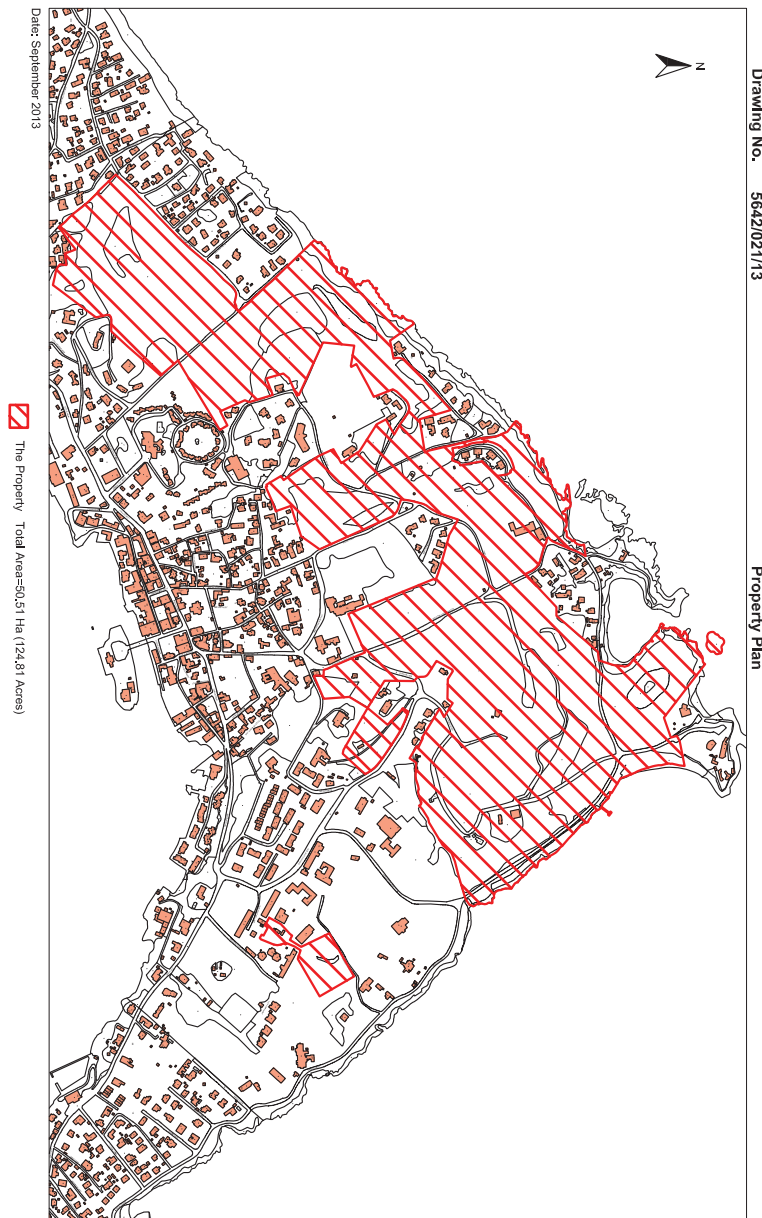 Drawing No. 5642/021/13
Property Plan
N
The Property Total Area=50,51 Ha (124,81 Acres)
Date: September 2013